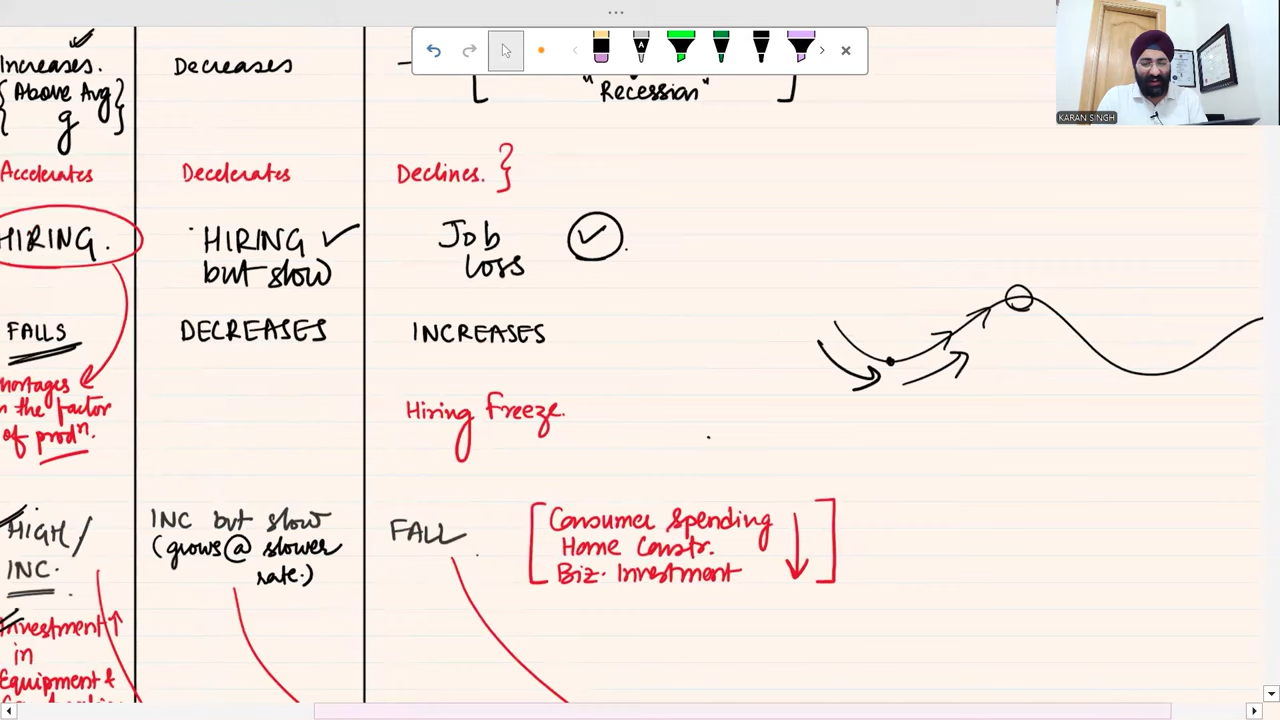 Increases.
{ Above Avg }
g
Decreases
"Recession"
KARAN SINGH
Accelerates
Decelerates
Declines. }
HIRING.
HIRING ✓
but slow
Job
loss
FALLS
DECREASES
INCREASES
in the factor
of prodⁿ.
Hiring Freeze.
HIGH/
INC.
INC but slow
(grows @ slower
rate.)
FALL
Consumer Spending
Home Constr.
Biz. Investment ↓
Investment ↑
in
Equipment &